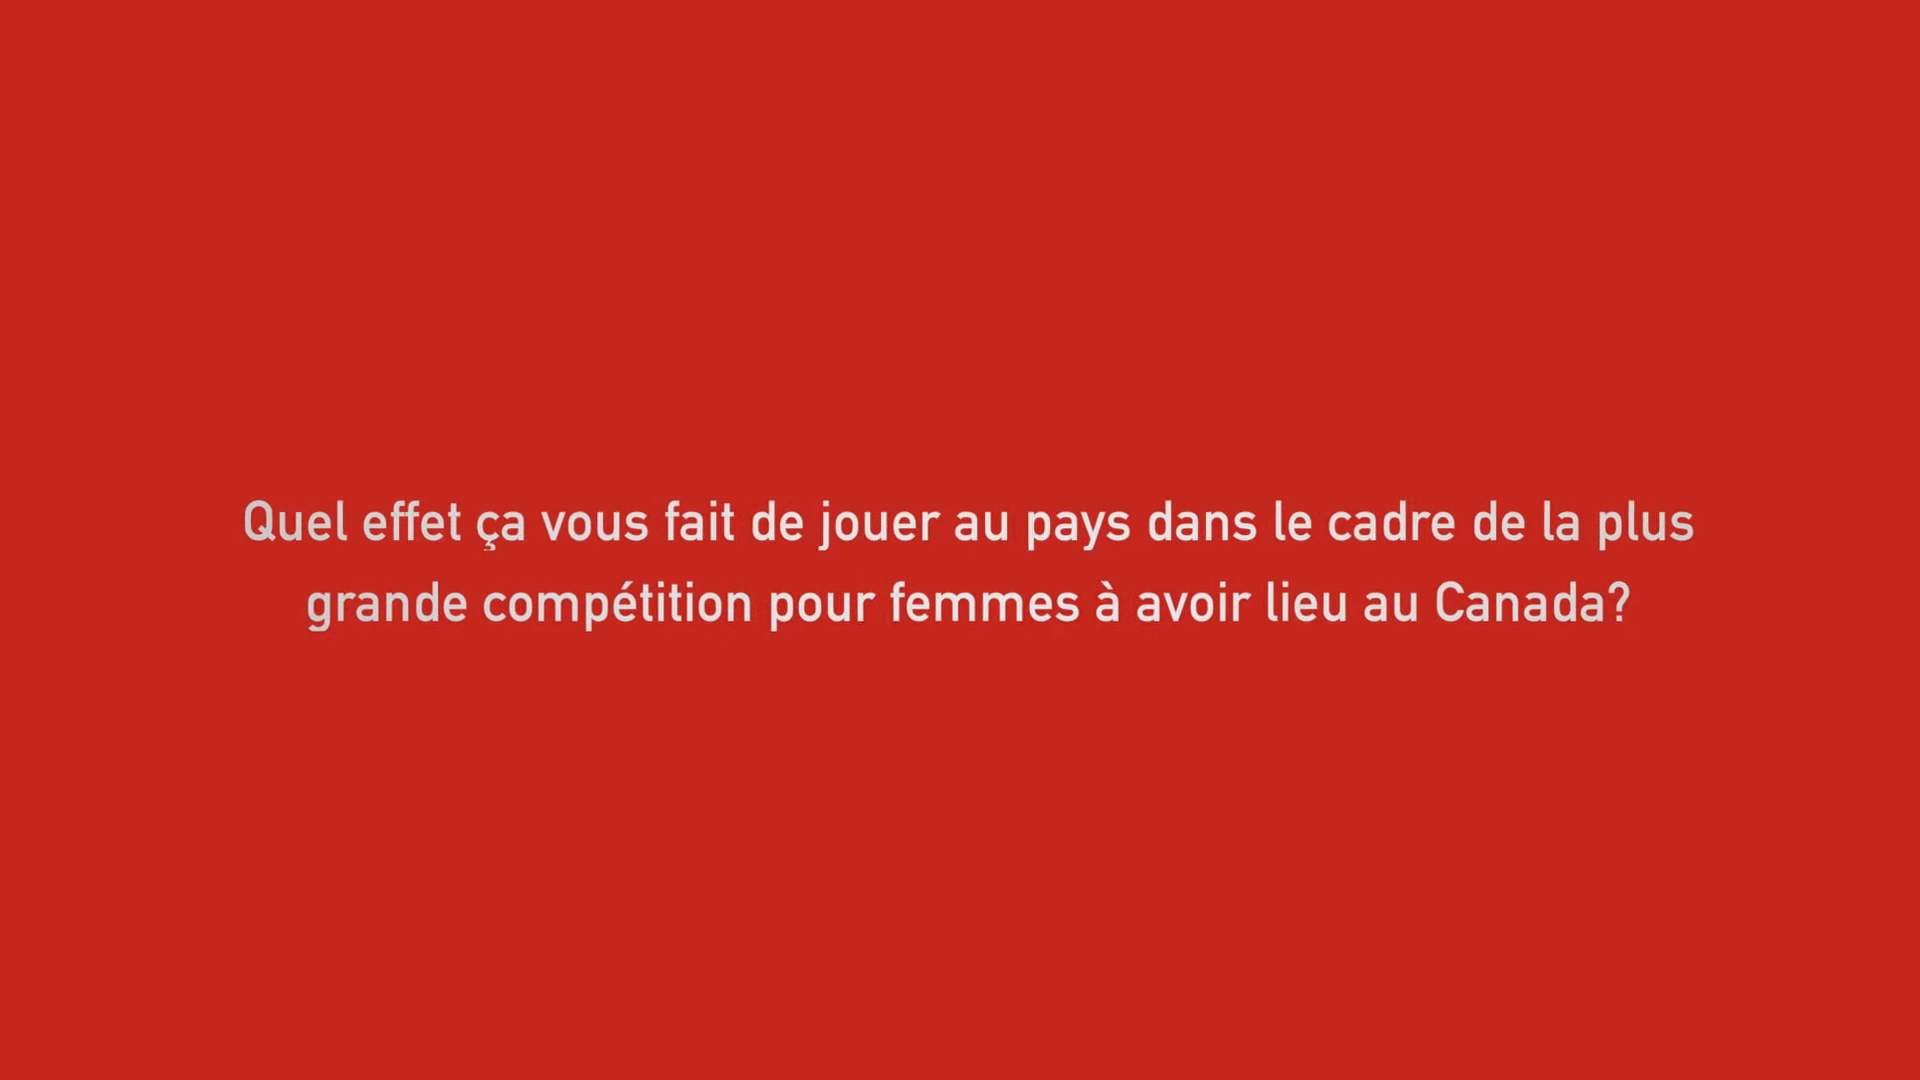 Quel effet ça vous fait de jouer au pays dans le cadre de la plus
grande compétition pour femmes à avoir lieu au Canada?